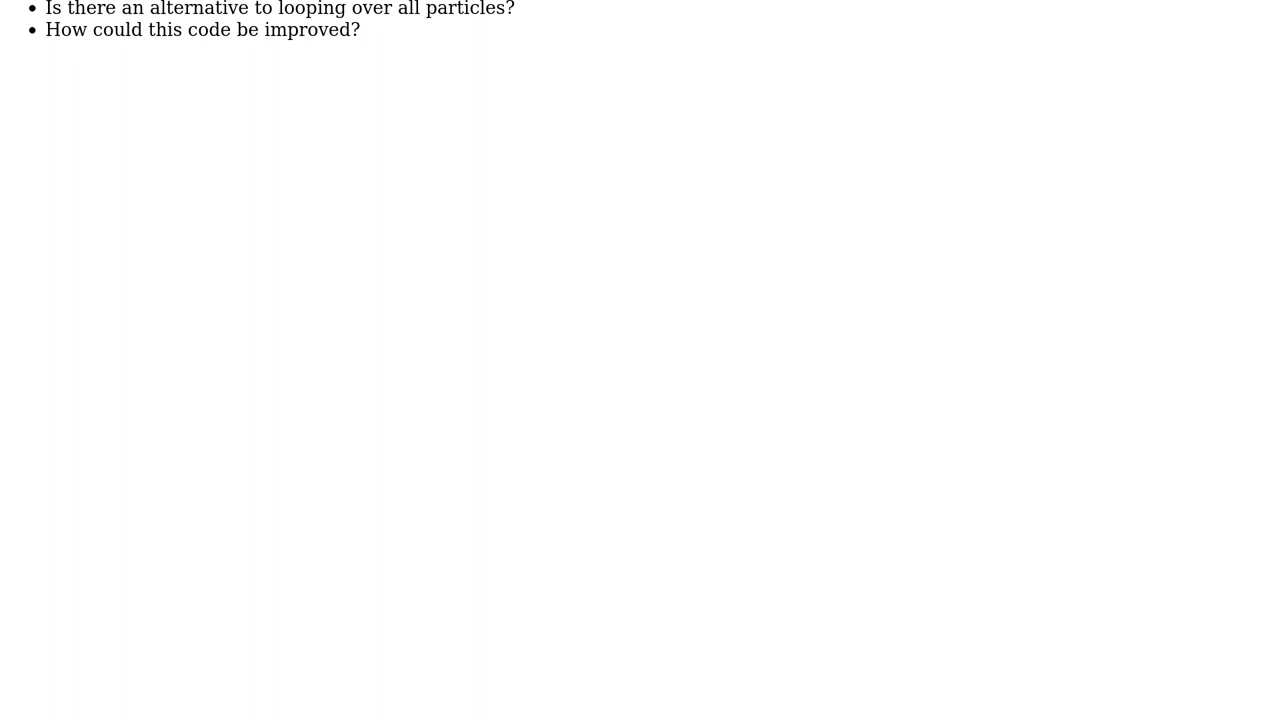 • Is there an alternative to looping over all particles?
• How could this code be improved?